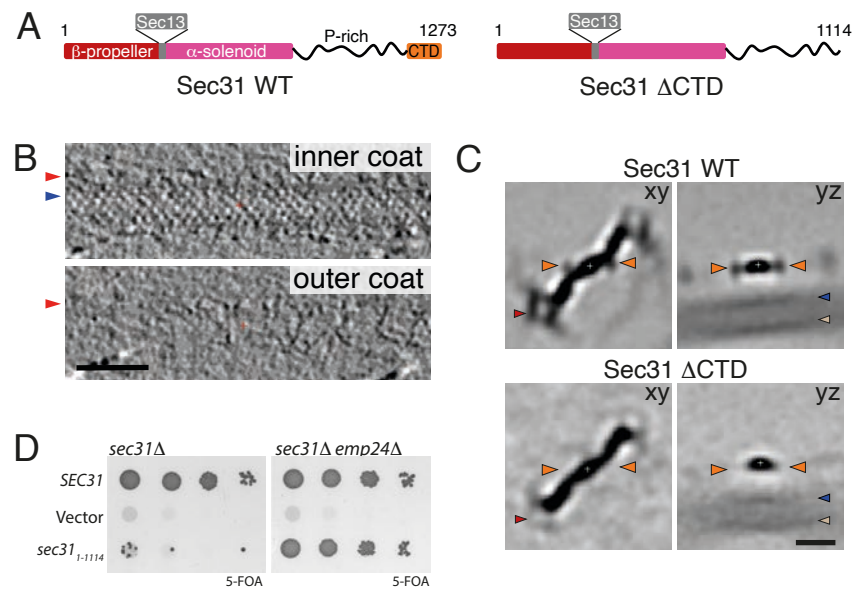 A
1
Sec13
P-rich
1273
β-propeller
α-solenoid
CTD
Sec31 WT
1
Sec13
1114
Sec31 ΔCTD
B
inner coat
outer coat
C
Sec31 WT
xy
yz
Sec31 ΔCTD
xy
yz
D
sec31Δ
sec31Δ emp24Δ
SEC31
Vector
sec31₁₋₁₁₁₄
5-FOA
5-FOA